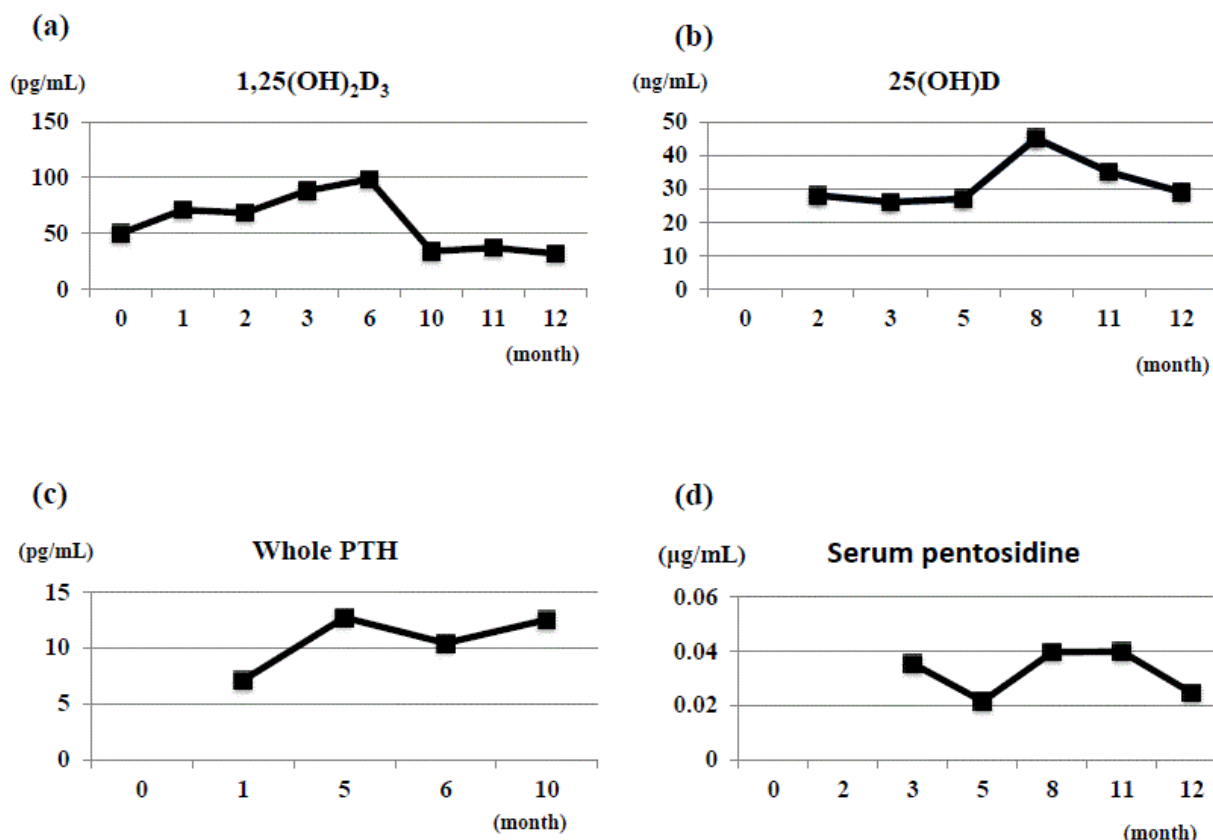 (a)
(pg/mL)
1,25(OH)₂D₃
150
100
50
0
0 1 2 3 6 10 11 12
(month)
(b)
(ng/mL)
25(OH)D
50
40
30
20
10
0
0 2 3 5 8 11 12
(month)
(c)
(pg/mL)
Whole PTH
15
10
5
0
0 1 5 6 10
(month)
(d)
(µg/mL)
Serum pentosidine
0.06
0.04
0.02
0
0 2 3 5 8 11 12
(month)